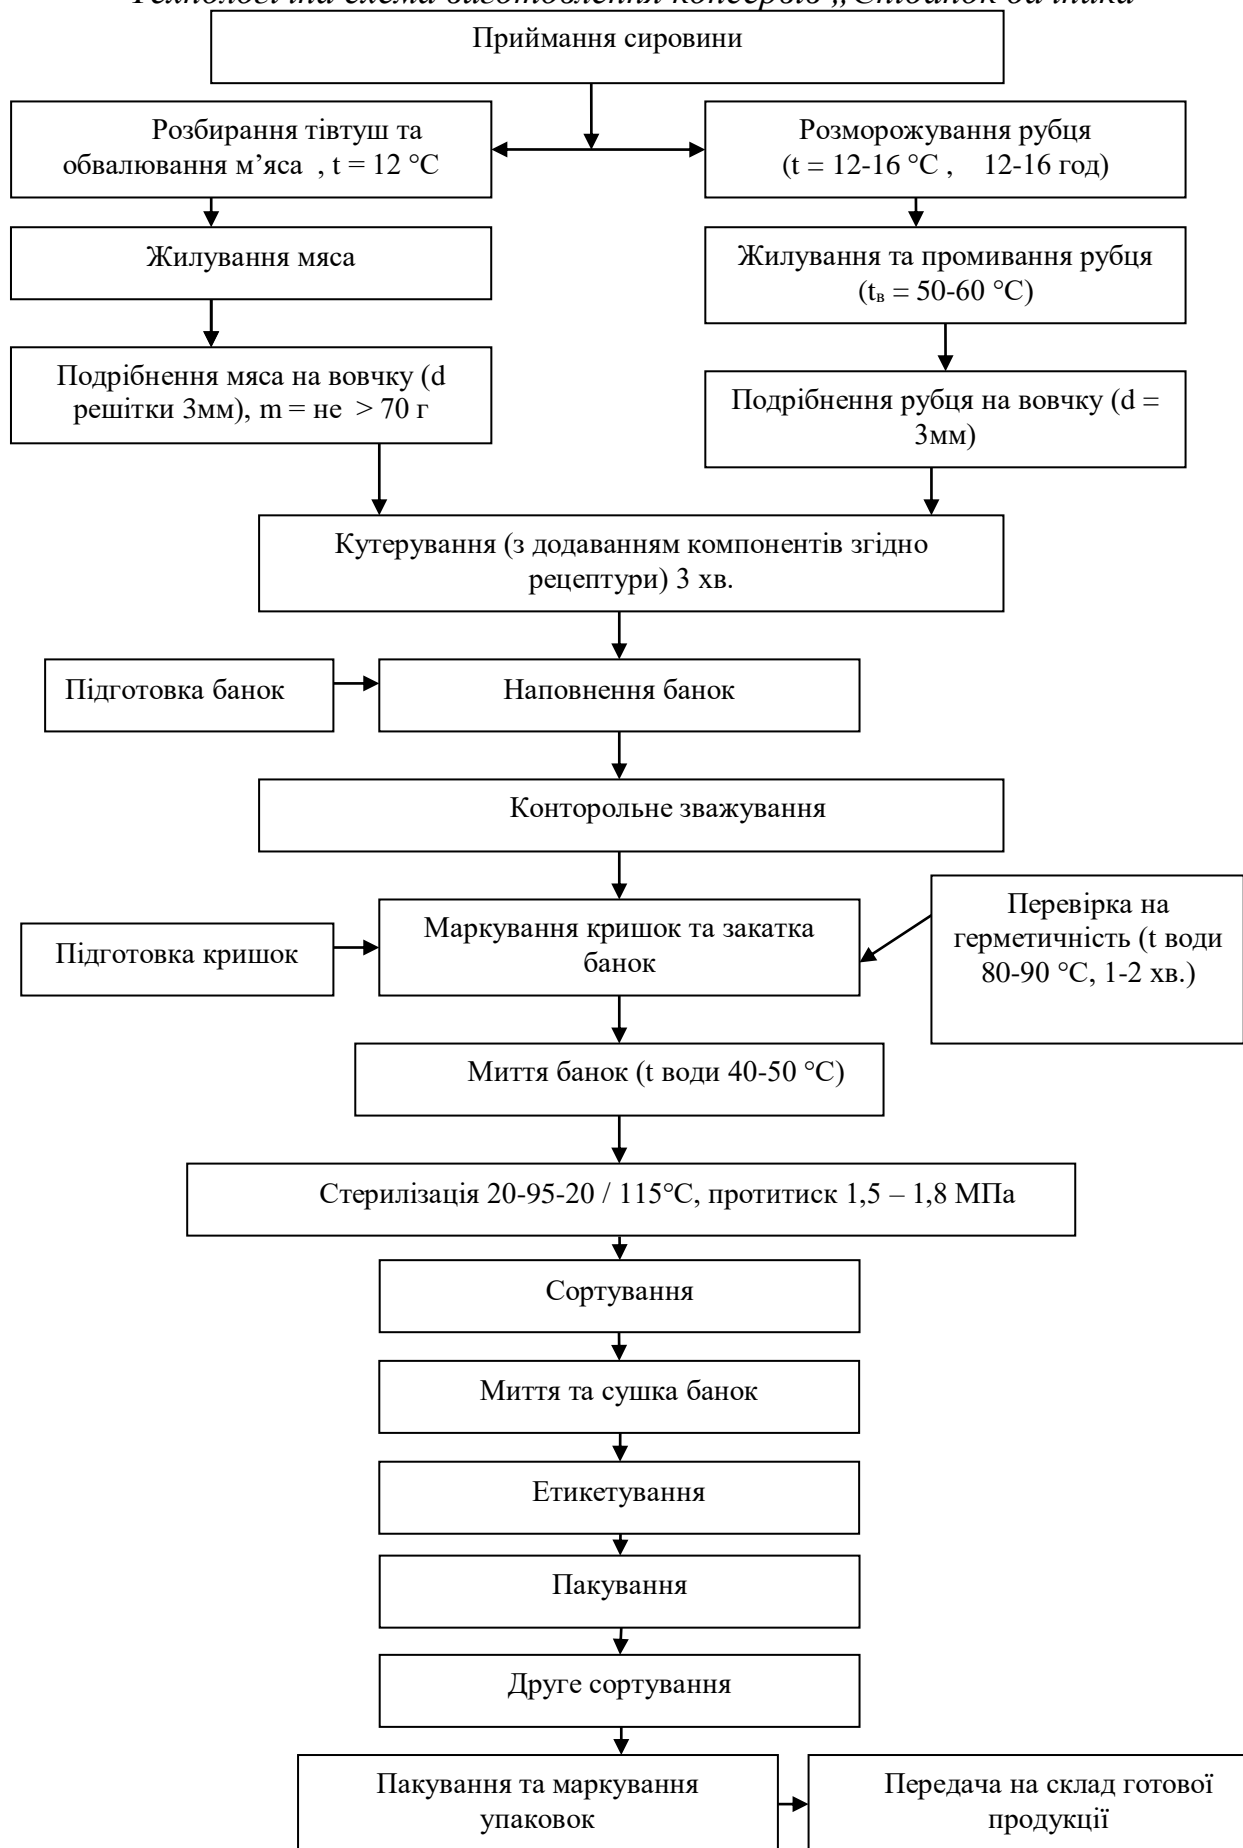 Приймання сировини
Розбирання тівтуш та
обвалювання м’яса , t = 12 °С
Розморожування рубця
(t = 12-16 °С , 12-16 год)
Жилування мяса
Жилування та промивання рубця
(tв = 50-60 °С)
Подрібнення мяса на вовчку (d
решітки 3мм), m = не > 70 г
Подрібнення рубця на вовчку (d =
3мм)
Кутерування (з додаванням компонентів згідно
рецептури) 3 хв.
Підготовка банок
Наповнення банок
Конторольне зважування
Підготовка кришок
Маркування кришок та закатка
банок
Перевірка на
герметичність (t води
80-90 °С, 1-2 хв.)
Миття банок (t води 40-50 °С)
Стерилізація 20-95-20 / 115°С, протитиск 1,5 – 1,8 МПа
Сортування
Миття та сушка банок
Етикетування
Пакування
Друге сортування
Пакування та маркування
упаковок
Передача на склад готової
продукції